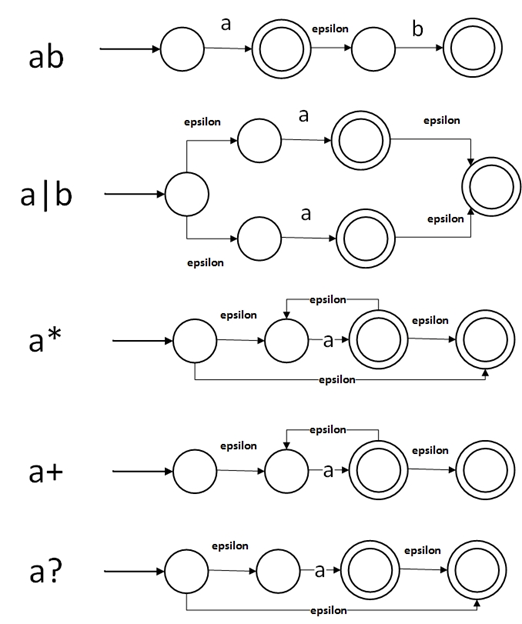 a epsilon b
ab
epsilon a epsilon
a|b
a epsilon
epsilon
epsilon
epsilon epsilon
a* a
epsilon
epsilon
epsilon epsilon
a+ a
epsilon epsilon
a? a
epsilon